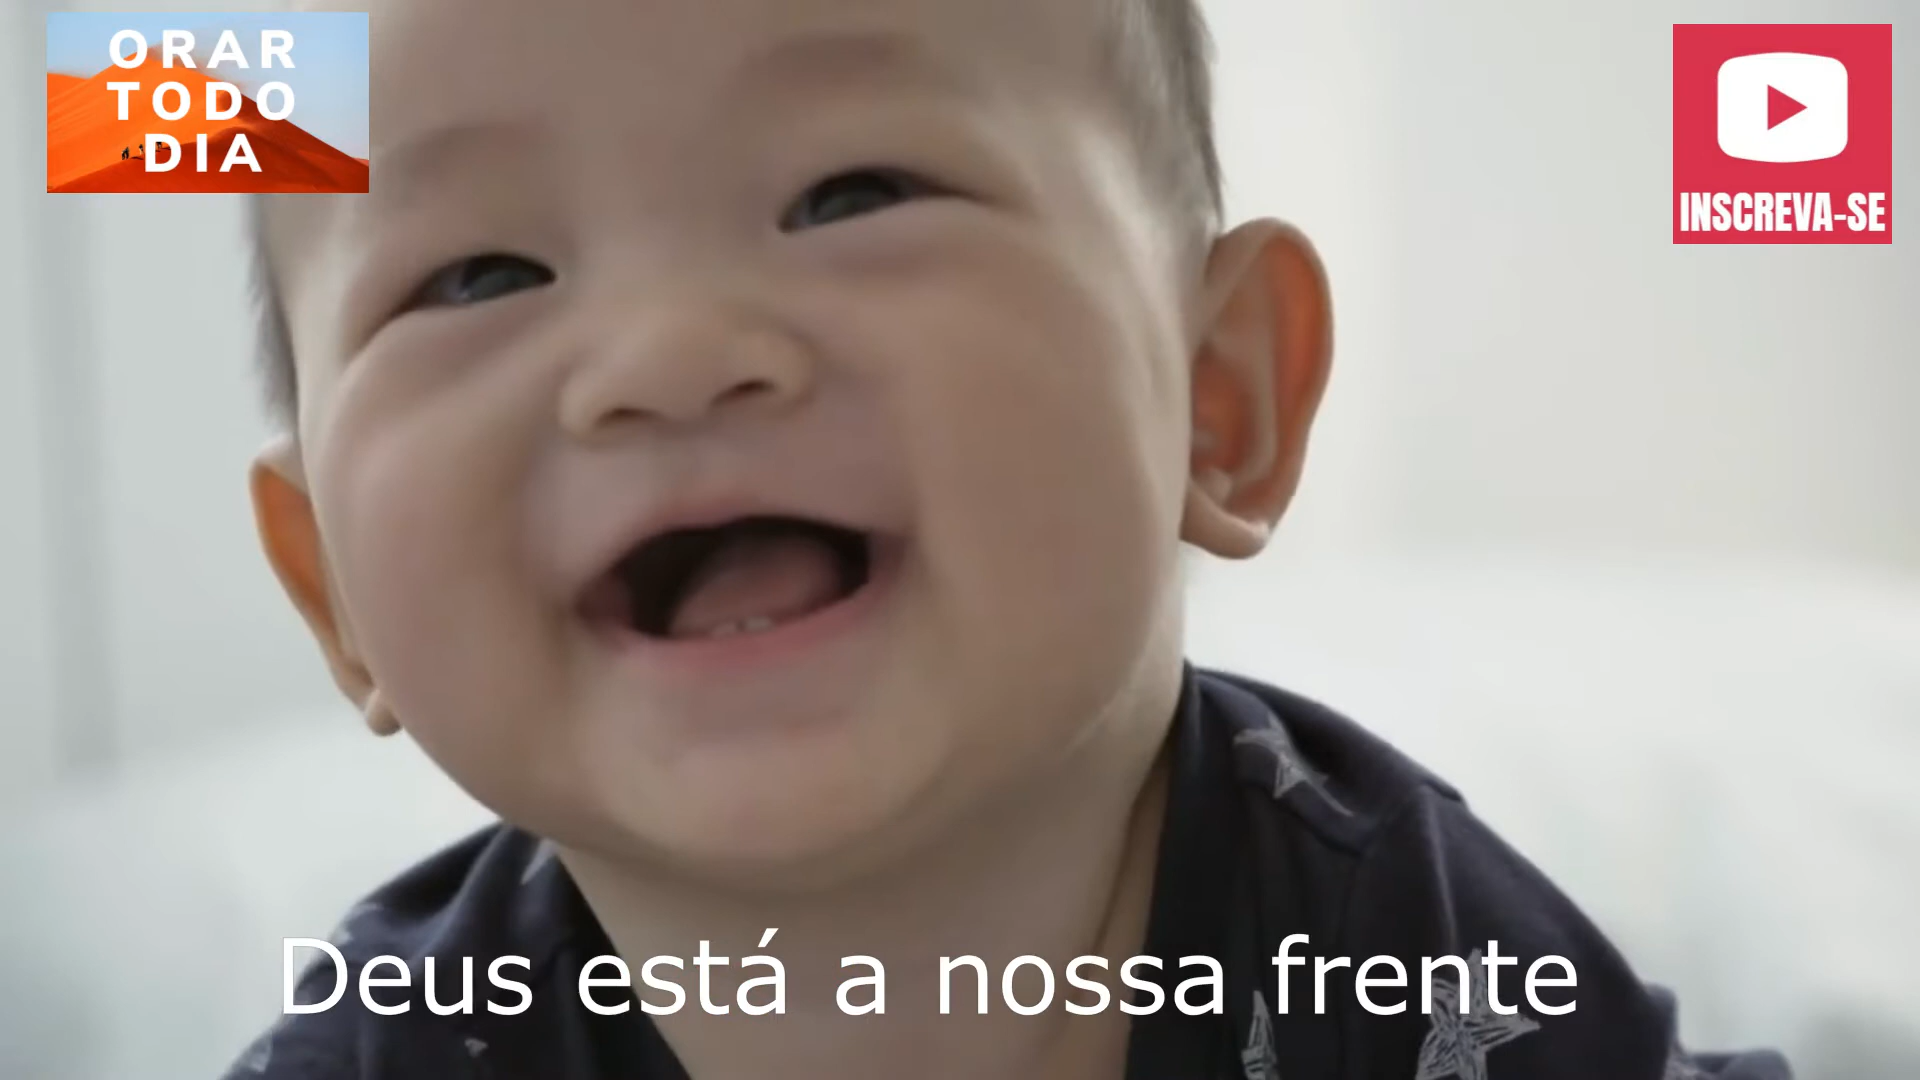 ORAR
TODO
DIA
INSCREVA-SE
Deus está a nossa frente